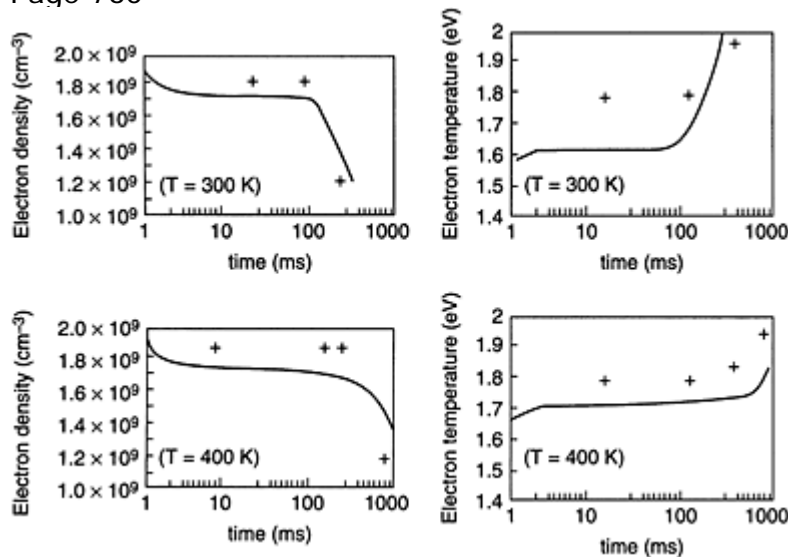 Page
Electron density (cm⁻³)
2.0 × 10⁹
1.8 × 10⁹
1.6 × 10⁹
1.4 × 10⁹
1.2 × 10⁹
1.0 × 10⁹
(T = 300 K)
1 10 100 1000
time (ms)
Electron temperature (eV)
2
1.9
1.8
1.7
1.6
1.5
1.4
(T = 300 K)
1 10 100 1000
time (ms)
Electron density (cm⁻³)
2.0 × 10⁹
1.8 × 10⁹
1.6 × 10⁹
1.4 × 10⁹
1.2 × 10⁹
1.0 × 10⁹
(T = 400 K)
1 10 100 1000
time (ms)
Electron temperature (eV)
2
1.9
1.8
1.7
1.6
1.5
1.4
(T = 400 K)
1 10 100 1000
time (ms)